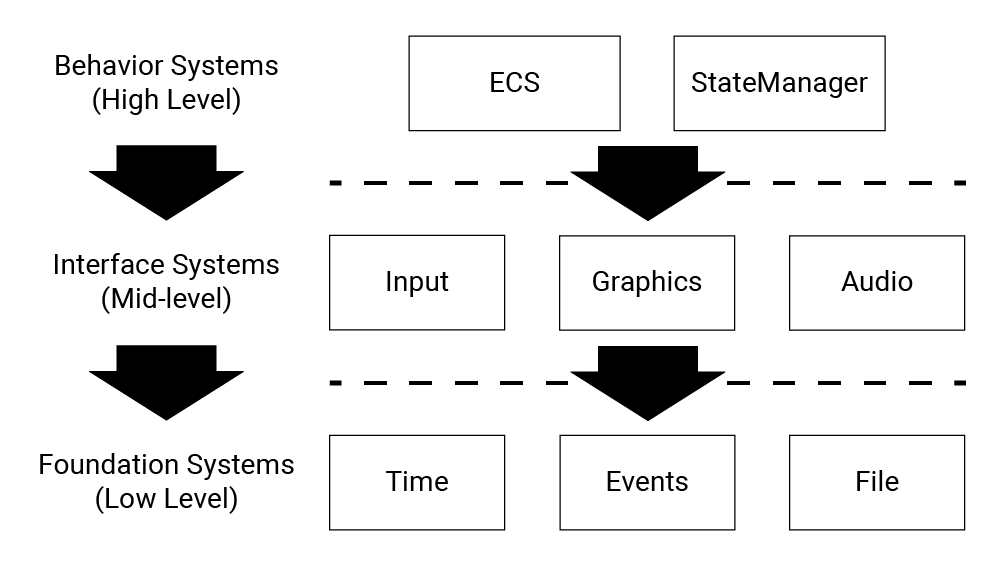 Behavior Systems
(High Level)
ECS
StateManager
Interface Systems
(Mid-level)
Input
Graphics
Audio
Foundation Systems
(Low Level)
Time
Events
File